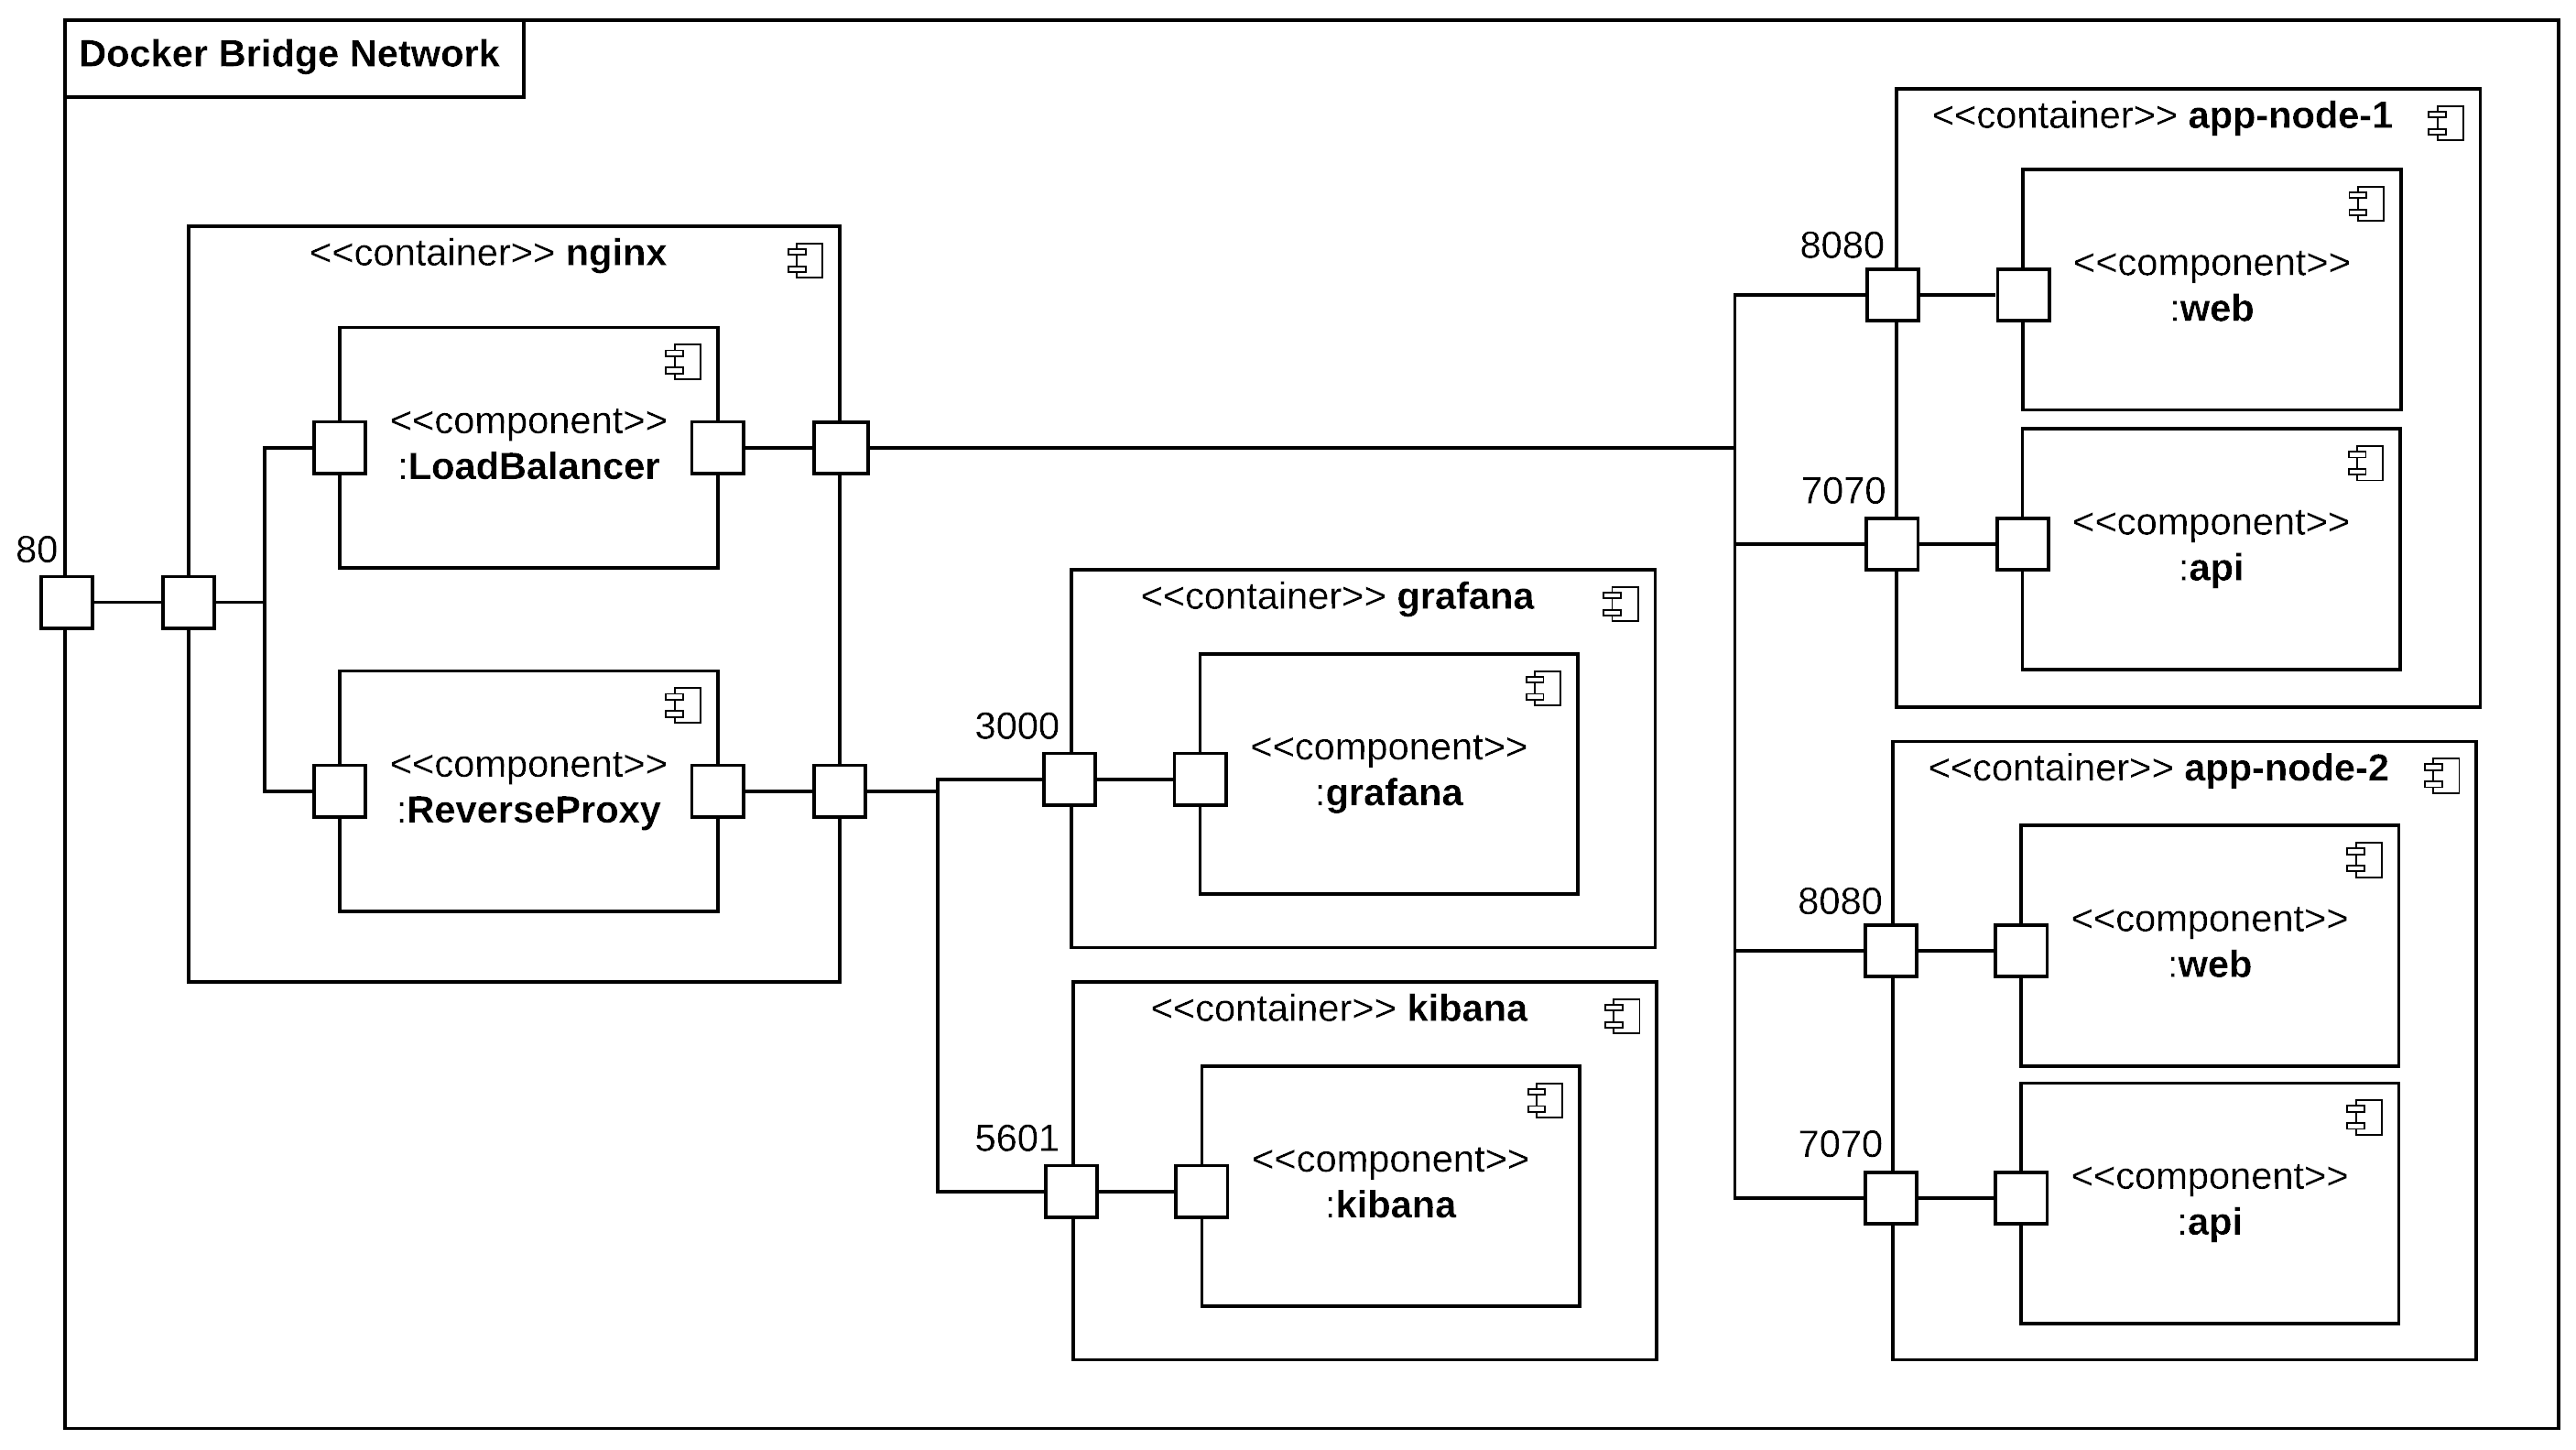 Docker Bridge Network
80
<<container>> nginx
<<component>>
:LoadBalancer
<<component>>
:ReverseProxy
<<container>> grafana
3000
<<component>>
:grafana
<<container>> kibana
5601
<<component>>
:kibana
<<container>> app-node-1
8080
<<component>>
:web
7070
<<component>>
:api
<<container>> app-node-2
8080
<<component>>
:web
7070
<<component>>
:api